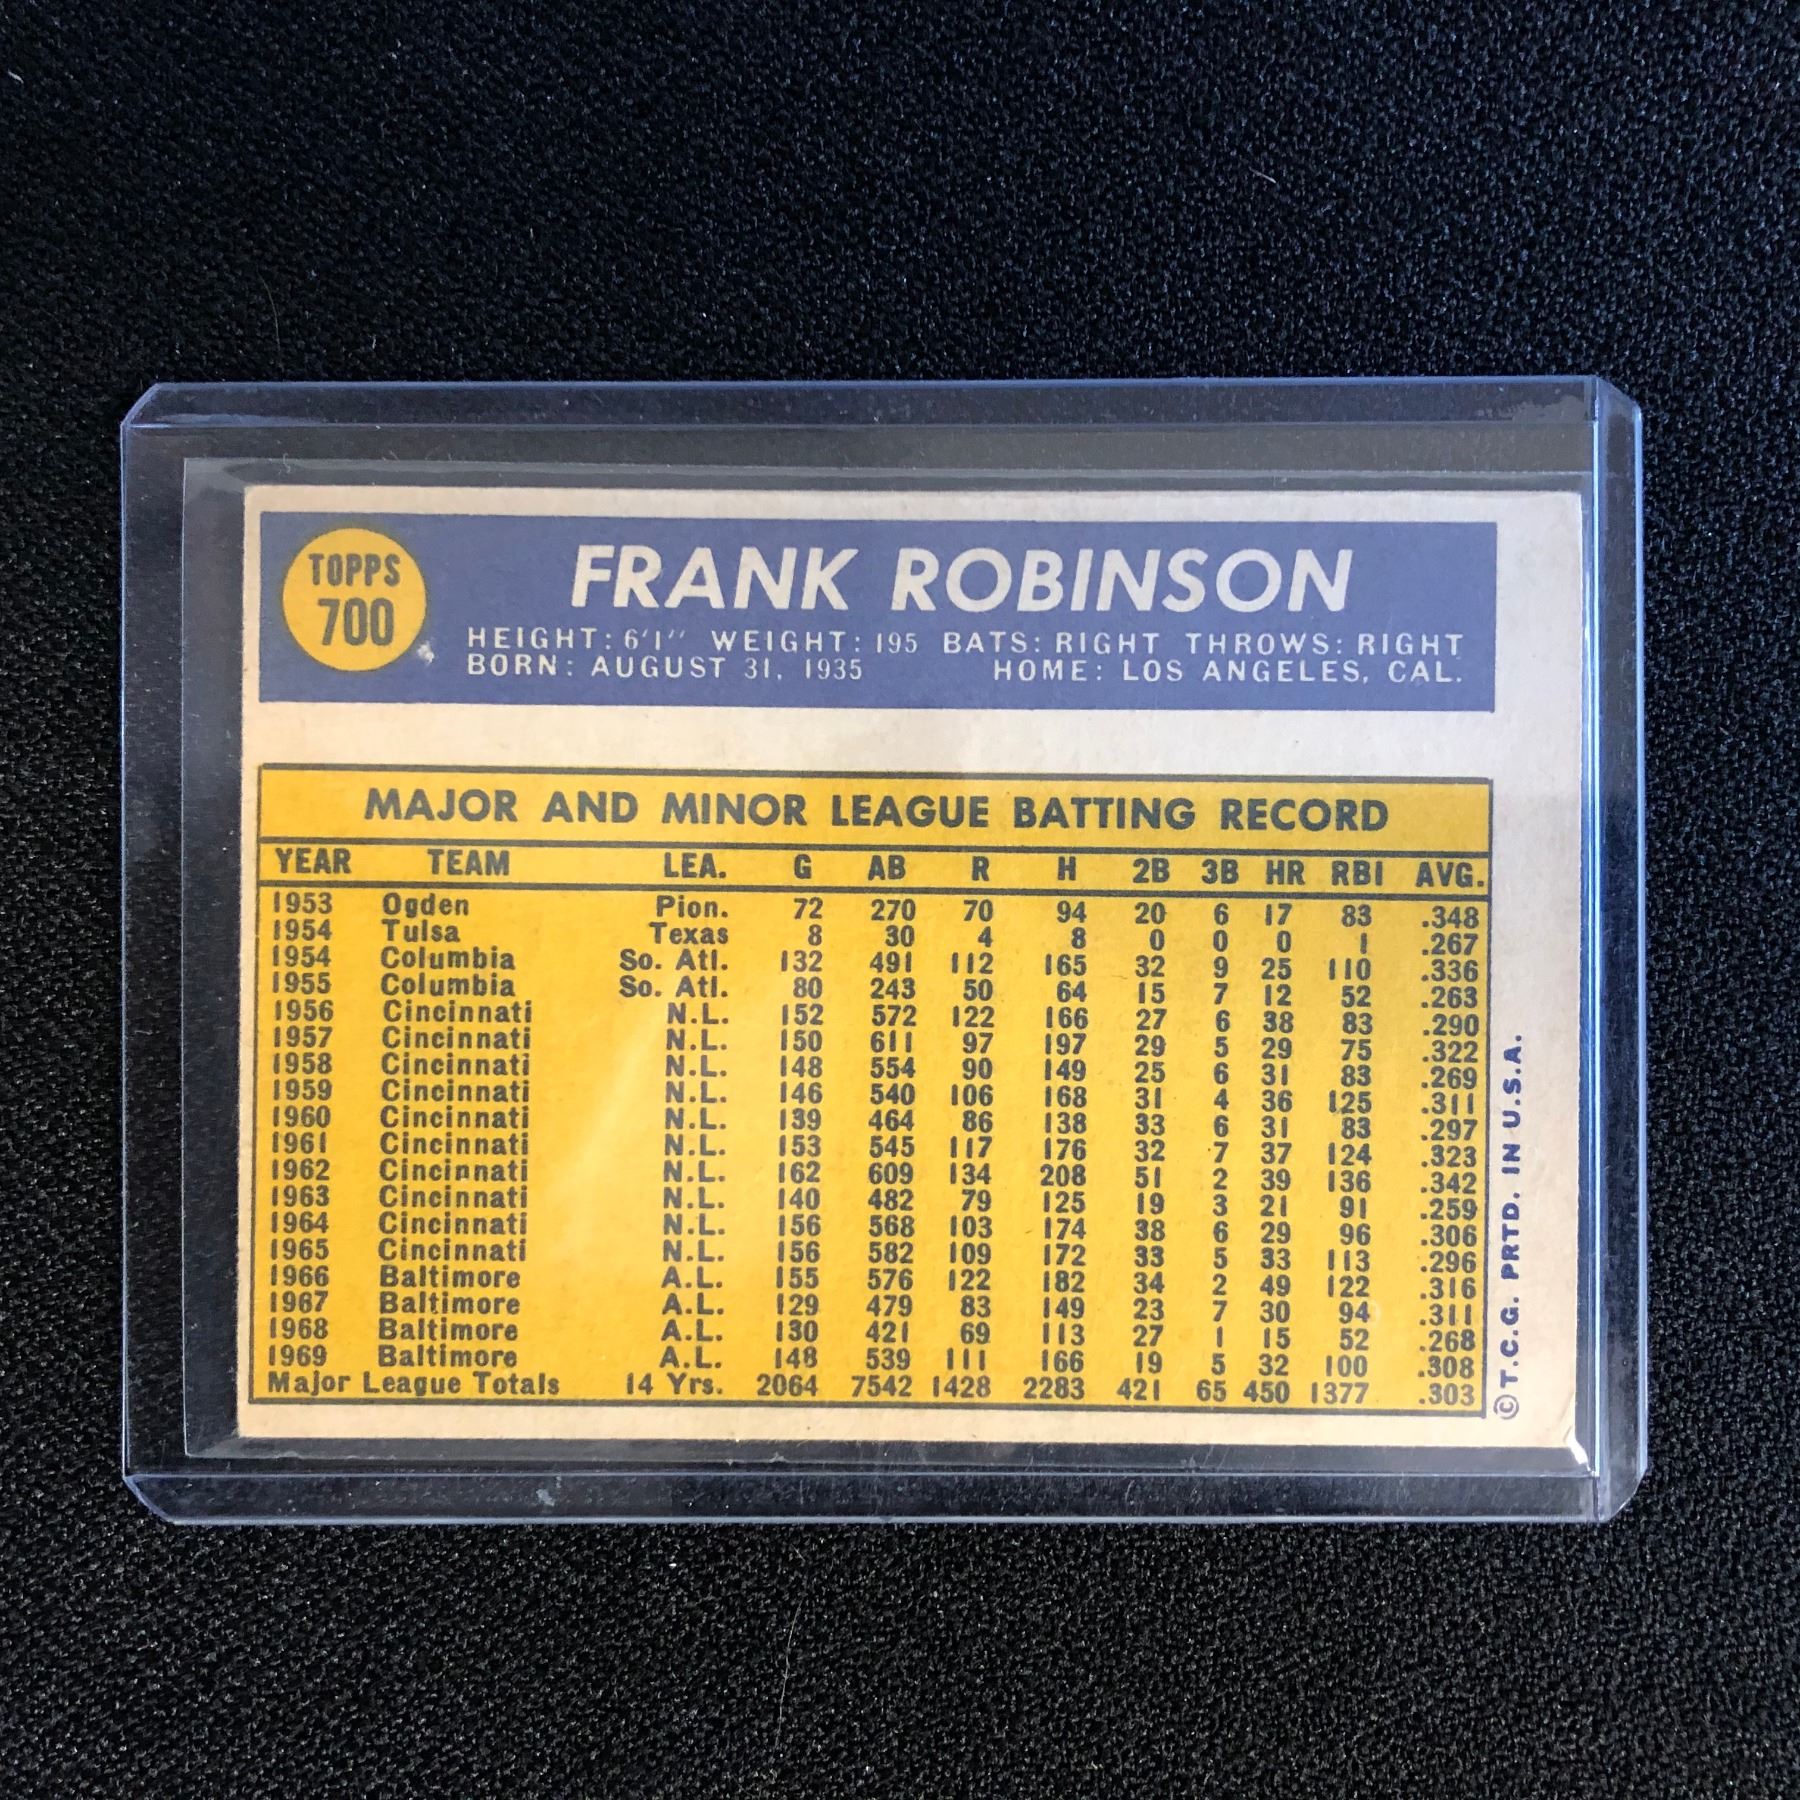 TOPPS
700
FRANK ROBINSON
HEIGHT: 6'1" WEIGHT: 195 BATS: RIGHT THROWS: RIGHT
BORN: AUGUST 31, 1935 HOME: LOS ANGELES, CAL.
MAJOR AND MINOR LEAGUE BATTING RECORD
YEAR TEAM LEA. G AB R H 2B 3B HR RBI AVG.
1953 Ogden Pion. 72 270 70 94 20 6 17 83 .348
1954 Tulsa Texas 8 30 4 8 0 0 0 1 .267
1954 Columbia So. Atl. 132 491 112 165 32 9 25 110 .336
1955 Columbia So. Atl. 80 243 50 64 15 7 12 52 .263
1956 Cincinnati N.L. 152 572 122 166 27 6 38 83 .290
1957 Cincinnati N.L. 150 611 97 197 29 5 29 75 .322
1958 Cincinnati N.L. 148 554 90 149 25 6 31 83 .269
1959 Cincinnati N.L. 146 540 106 168 31 4 36 125 .311
1960 Cincinnati N.L. 139 464 86 138 33 6 31 83 .297
1961 Cincinnati N.L. 153 545 117 176 32 7 37 124 .323
1962 Cincinnati N.L. 162 609 134 208 51 2 39 136 .342
1963 Cincinnati N.L. 140 482 79 125 19 3 21 91 .259
1964 Cincinnati N.L. 156 568 103 174 38 6 29 96 .306
1965 Cincinnati N.L. 156 582 109 172 33 5 33 113 .296
1966 Baltimore A.L. 155 576 122 182 34 2 49 122 .316
1967 Baltimore A.L. 129 479 83 149 23 7 30 94 .311
1968 Baltimore A.L. 130 421 69 113 27 1 15 52 .268
1969 Baltimore A.L. 148 539 111 166 19 5 32 100 .308
Major League Totals 14 Yrs. 2064 7542 1428 2283 421 65 450 1377 .303
© T.C.G. PRTD. IN U.S.A.